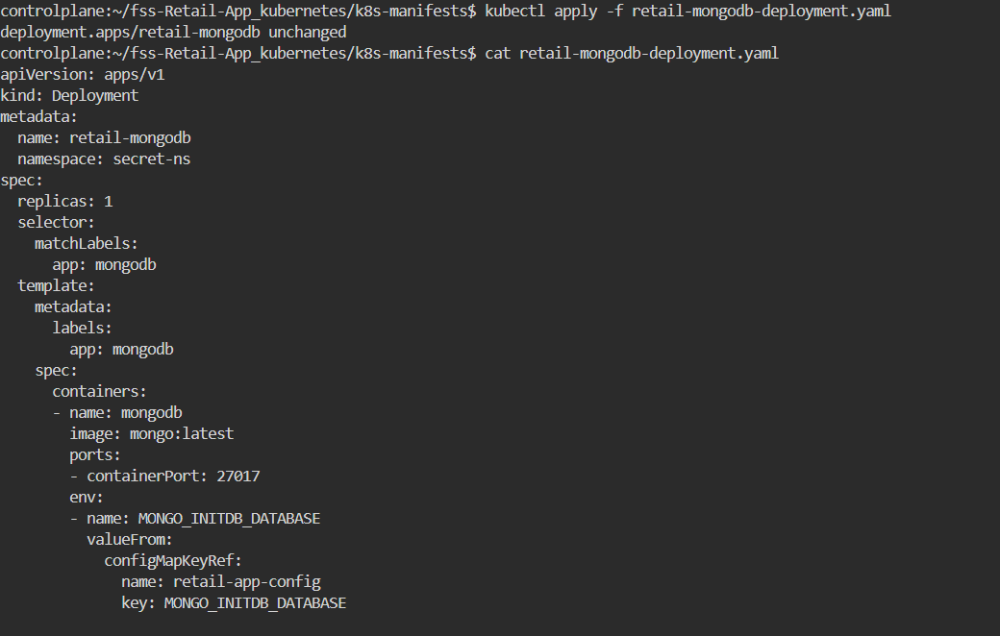 controlplane:~/fss-Retail-App_kubernetes/k8s-manifests$ kubectl apply -f retail-mongodb-deployment.yaml
deployment.apps/retail-mongodb unchanged
controlplane:~/fss-Retail-App_kubernetes/k8s-manifests$ cat retail-mongodb-deployment.yaml
apiVersion: apps/v1
kind: Deployment
metadata:
  name: retail-mongodb
  namespace: secret-ns
spec:
  replicas: 1
  selector:
    matchLabels:
      app: mongodb
  template:
    metadata:
      labels:
        app: mongodb
    spec:
      containers:
      - name: mongodb
        image: mongo:latest
        ports:
        - containerPort: 27017
        env:
        - name: MONGO_INITDB_DATABASE
          valueFrom:
            configMapKeyRef:
              name: retail-app-config
              key: MONGO_INITDB_DATABASE